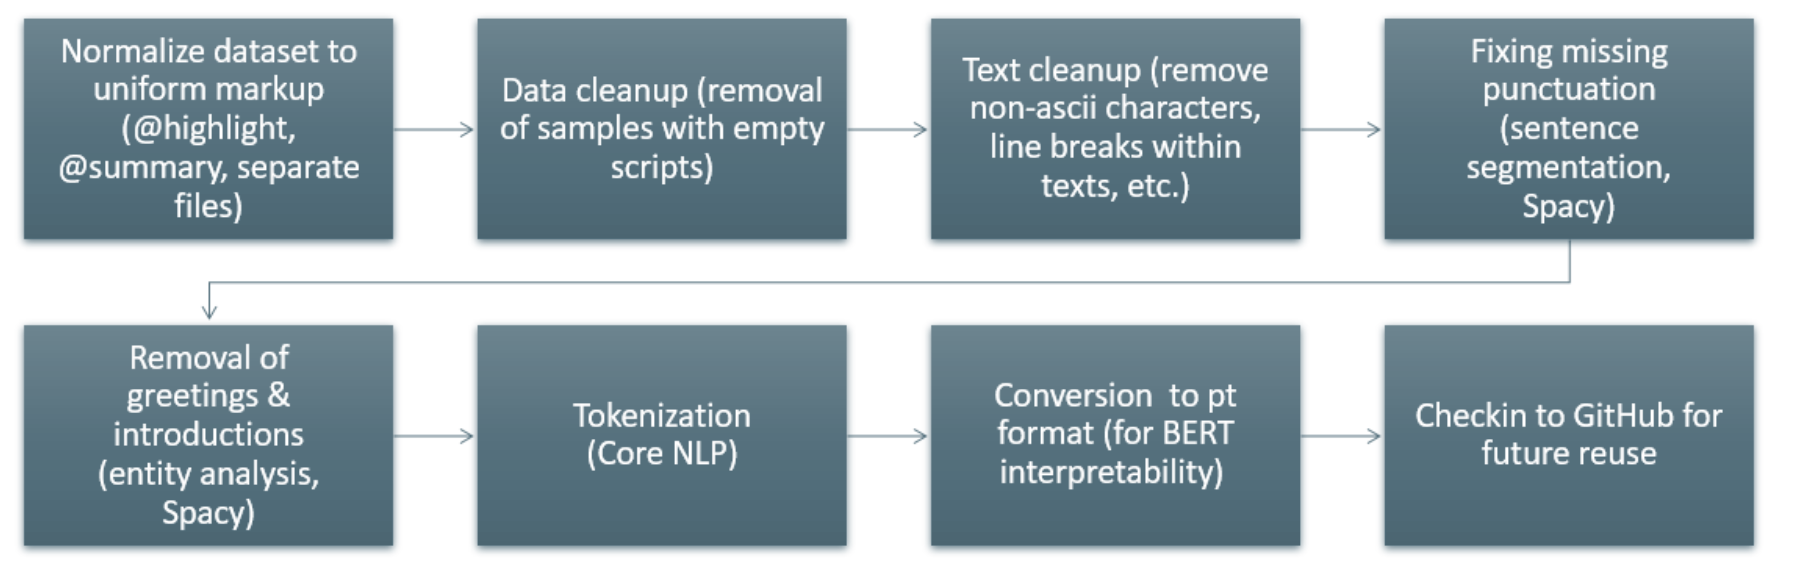 Normalize dataset to
uniform markup
(@highlight,
@summary, separate
files)
Data cleanup (removal
of samples with empty
scripts)
Text cleanup (remove
non-ascii characters,
line breaks within
texts, etc.)
Fixing missing
punctuation
(sentence
segmentation,
Spacy)
Removal of
greetings &
introductions
(entity analysis,
Spacy)
Tokenization
(Core NLP)
Conversion  to pt
format (for BERT
interpretability)
Checkin to GitHub for
future reuse